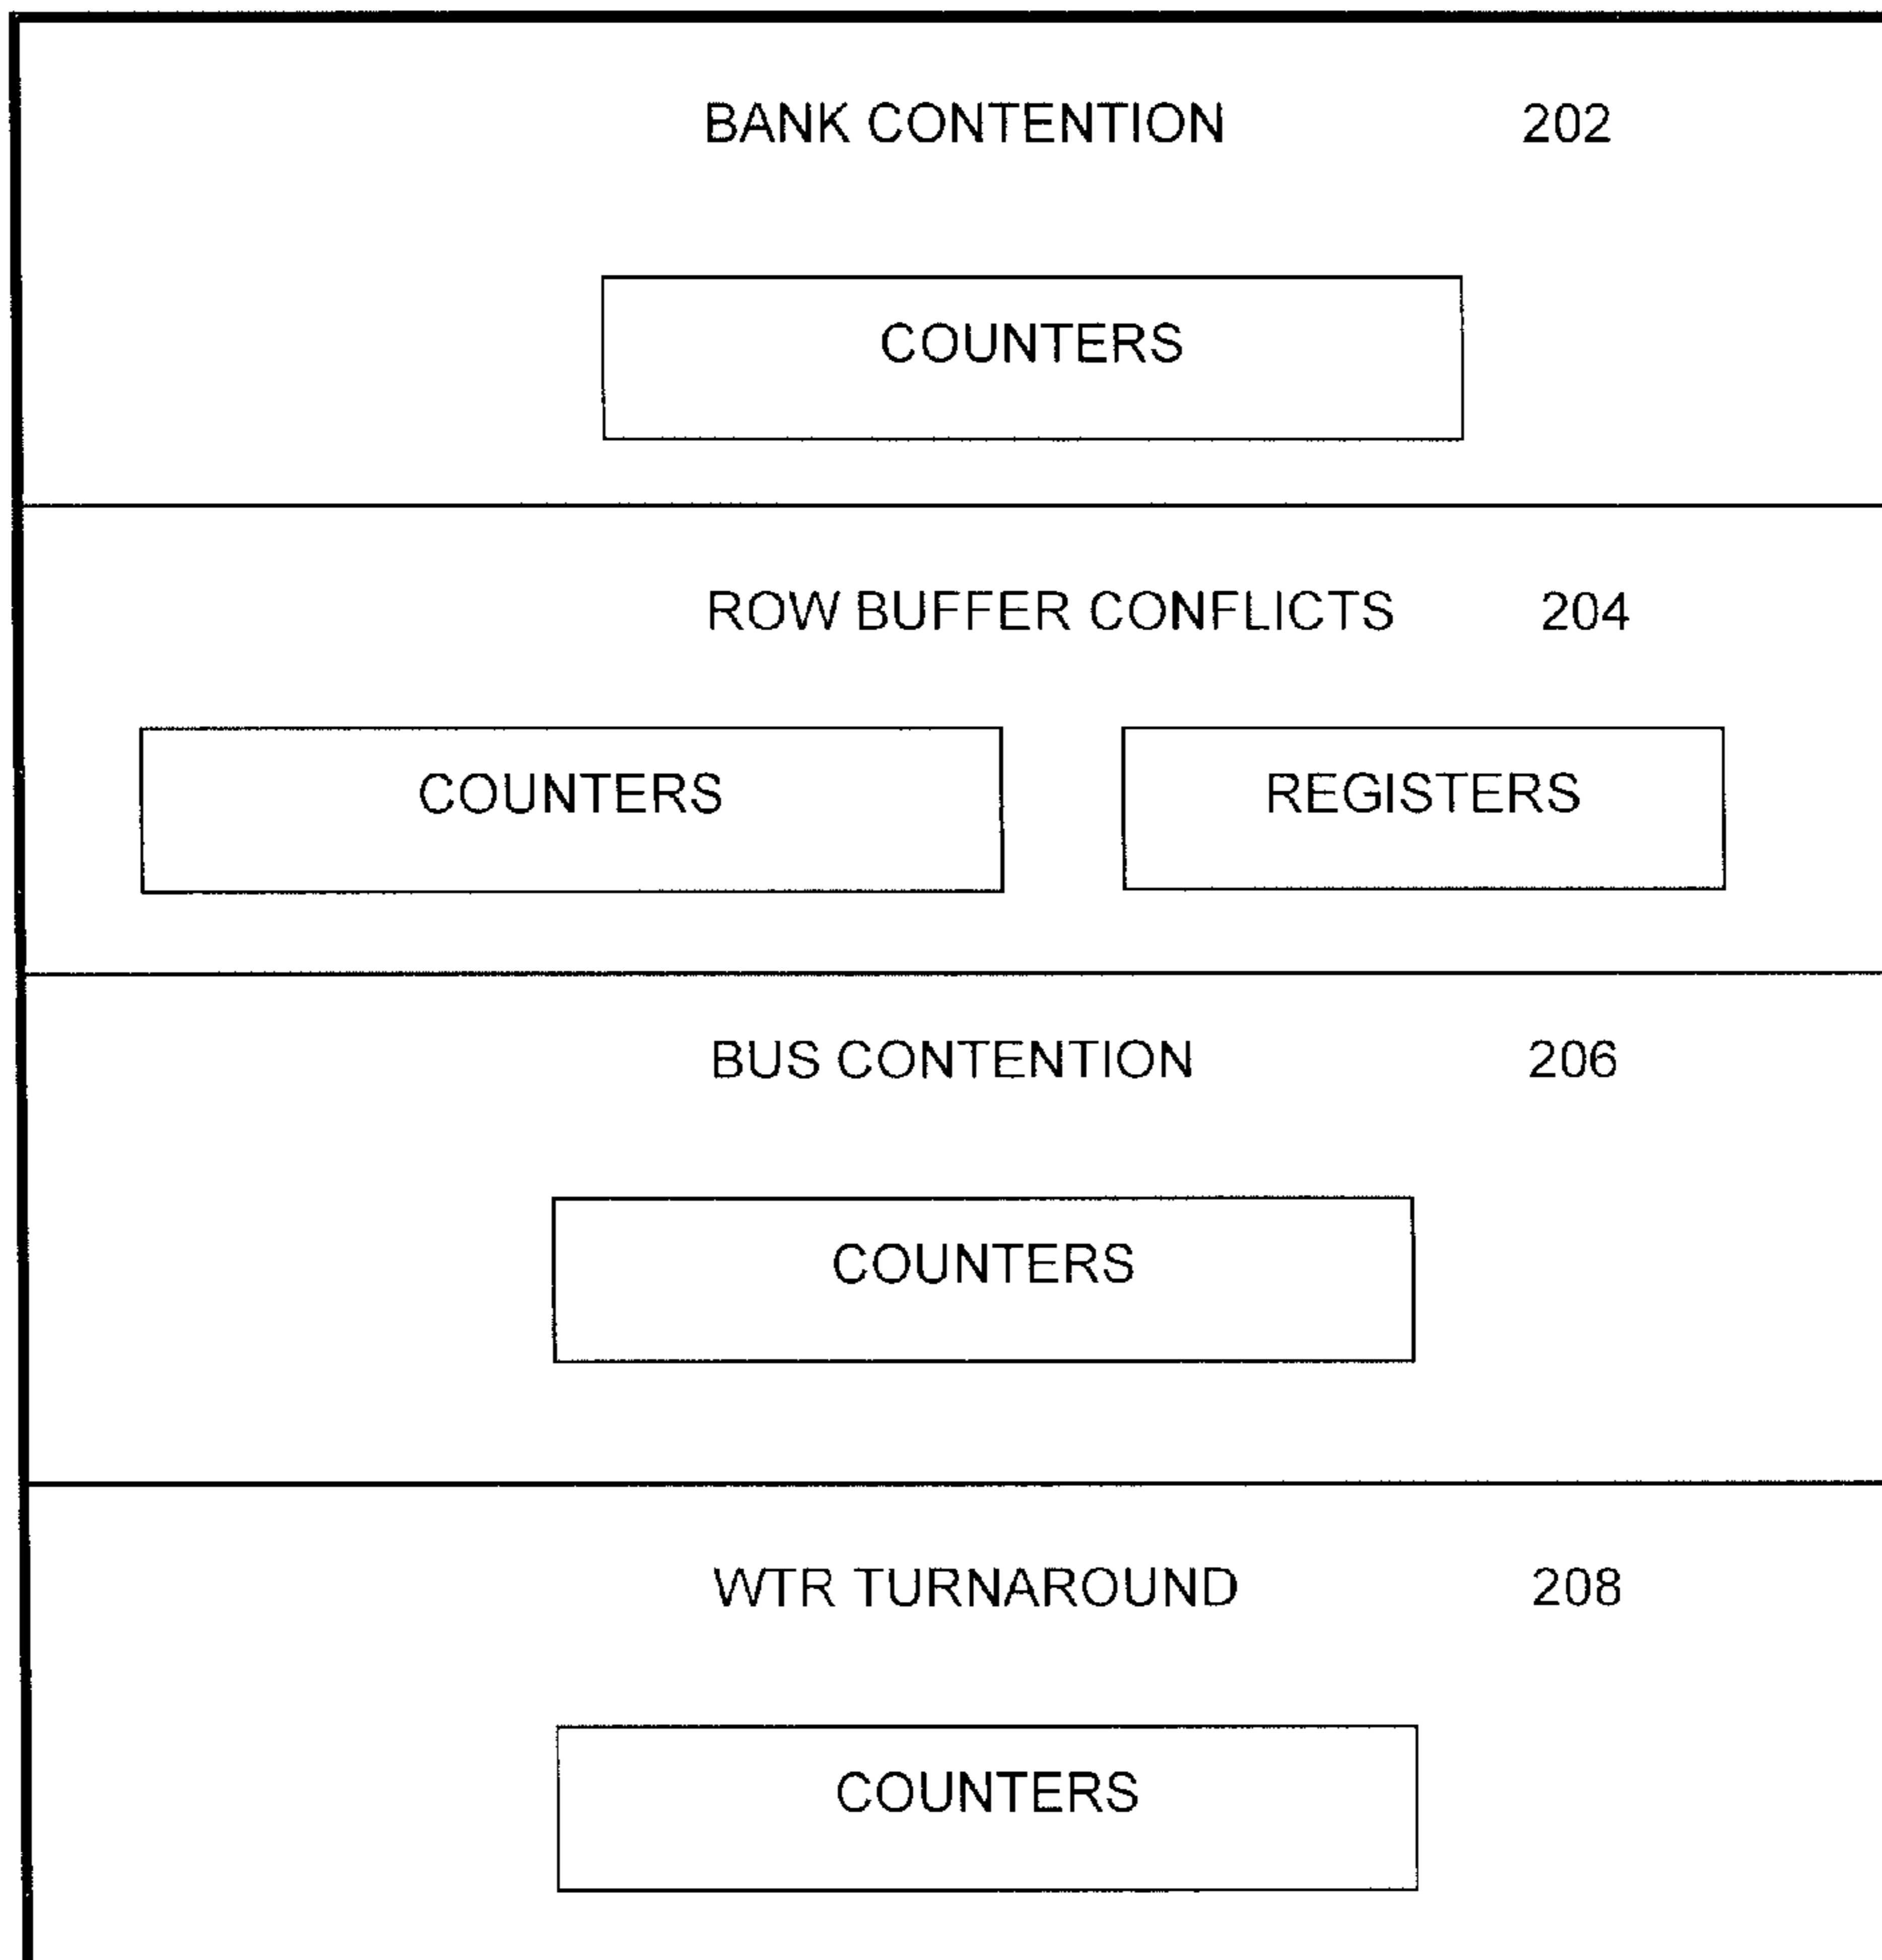 BANK CONTENTION 202
COUNTERS
ROW BUFFER CONFLICTS 204
COUNTERS REGISTERS
BUS CONTENTION 206
COUNTERS
WTR TURNAROUND 208
COUNTERS